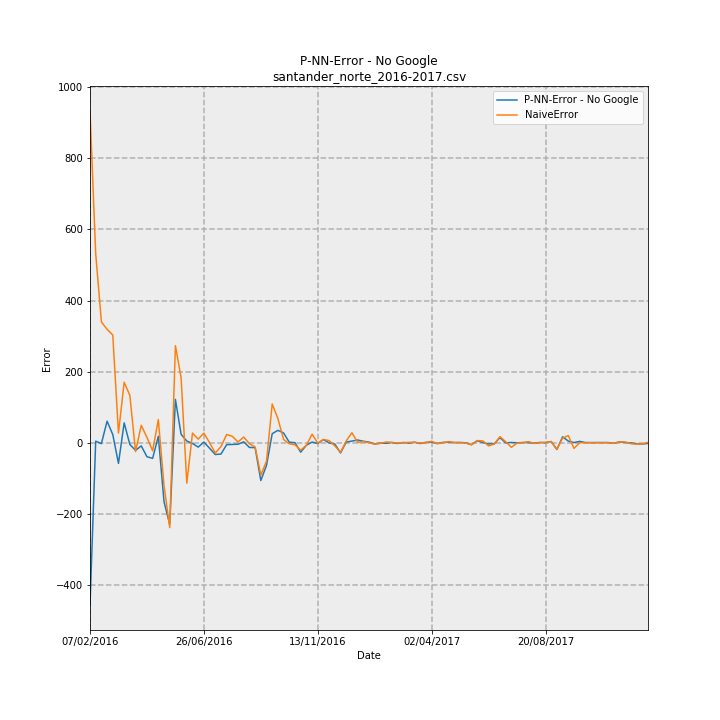 P-NN-Error - No Google
santander_norte_2016-2017.csv
P-NN-Error - No Google
NaiveError
1000
800
600
400
200
0
−200
−400
Error
07/02/2016
26/06/2016
13/11/2016
02/04/2017
20/08/2017
Date